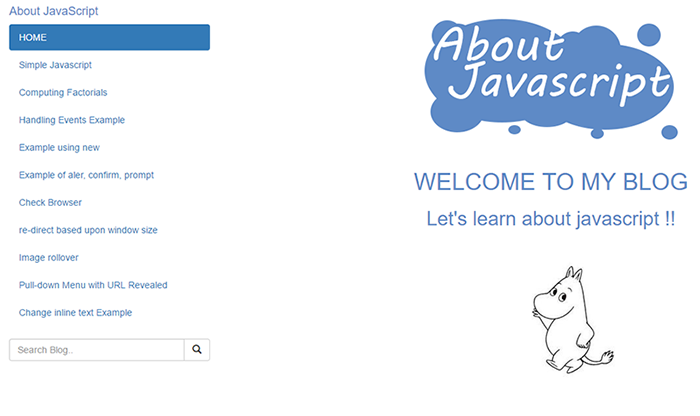 About JavaScript
HOME
Simple Javascript
Computing Factorials
Handling Events Example
Example using new
Example of aler, confirm, prompt
Check Browser
re-direct based upon window size
Image rollover
Pull-down Menu with URL Revealed
Change inline text Example
Search Blog..
About
Javascript
WELCOME TO MY BLOG
Let's learn about javascript !!